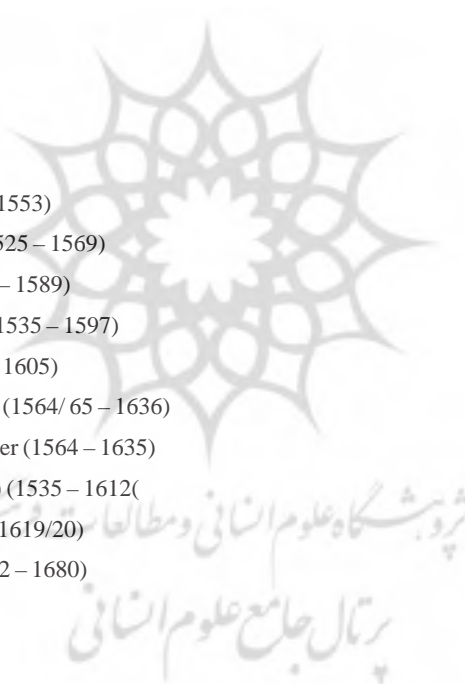 1553)
525 – 1569)
– 1589)
1535 – 1597)
1605)
(1564/ 65 – 1636)
er (1564 – 1635)
) (1535 – 1612(
پژوهشگاه علوم انسانی و مطالعات فرهنگی
1619/20)
2 – 1680)
پرتال جامع علوم انسانی